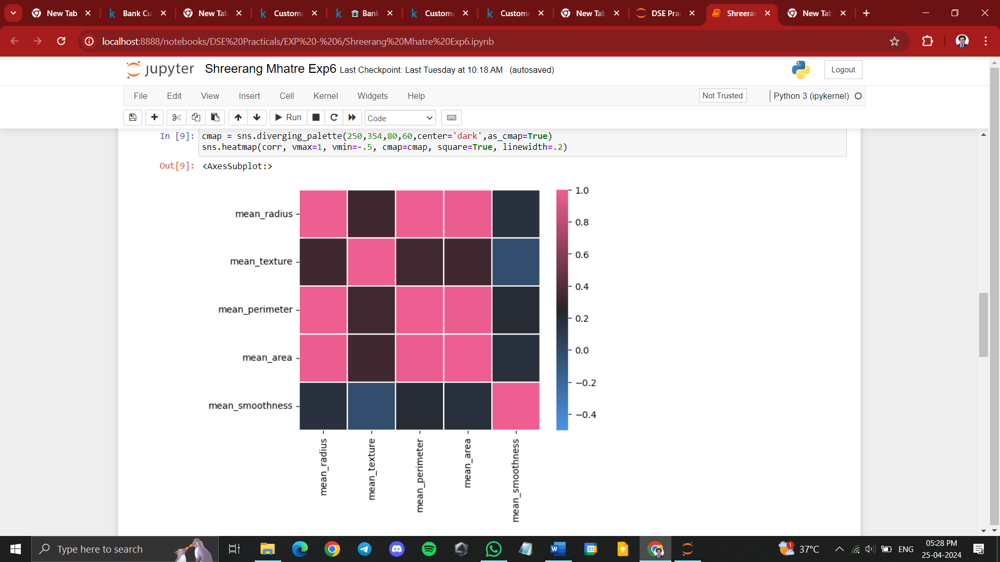 New Tab
Bank Cu
New Tab
Custome
Bank
Custome
Custome
New Tab
DSE Prac
Shreeran
New Tab
localhost:8888/notebooks/DSE%20Practicals/EXP%20-%206/Shreerang%20Mhatre%20Exp6.ipynb
jupyter Shreerang Mhatre Exp6 Last Checkpoint: Last Tuesday at 10:18 AM (autosaved)
Logout
File Edit View Insert Cell Kernel Widgets Help
Not Trusted
Python 3 (ipykernel)
Run
Code
In [9]: cmap = sns.diverging_palette(250,354,80,60,center='dark',as_cmap=True)
sns.heatmap(corr, vmax=1, vmin=-.5, cmap=cmap, square=True, linewidth=.2)
Out[9]: <AxesSubplot:>
mean_radius
mean_texture
mean_perimeter
mean_area
mean_smoothness
mean_radius
mean_texture
mean_perimeter
mean_area
mean_smoothness
1.0
0.8
0.6
0.4
0.2
0.0
−0.2
−0.4
Type here to search
W
31
1
37°C
ENG
05:28 PM
25-04-2024